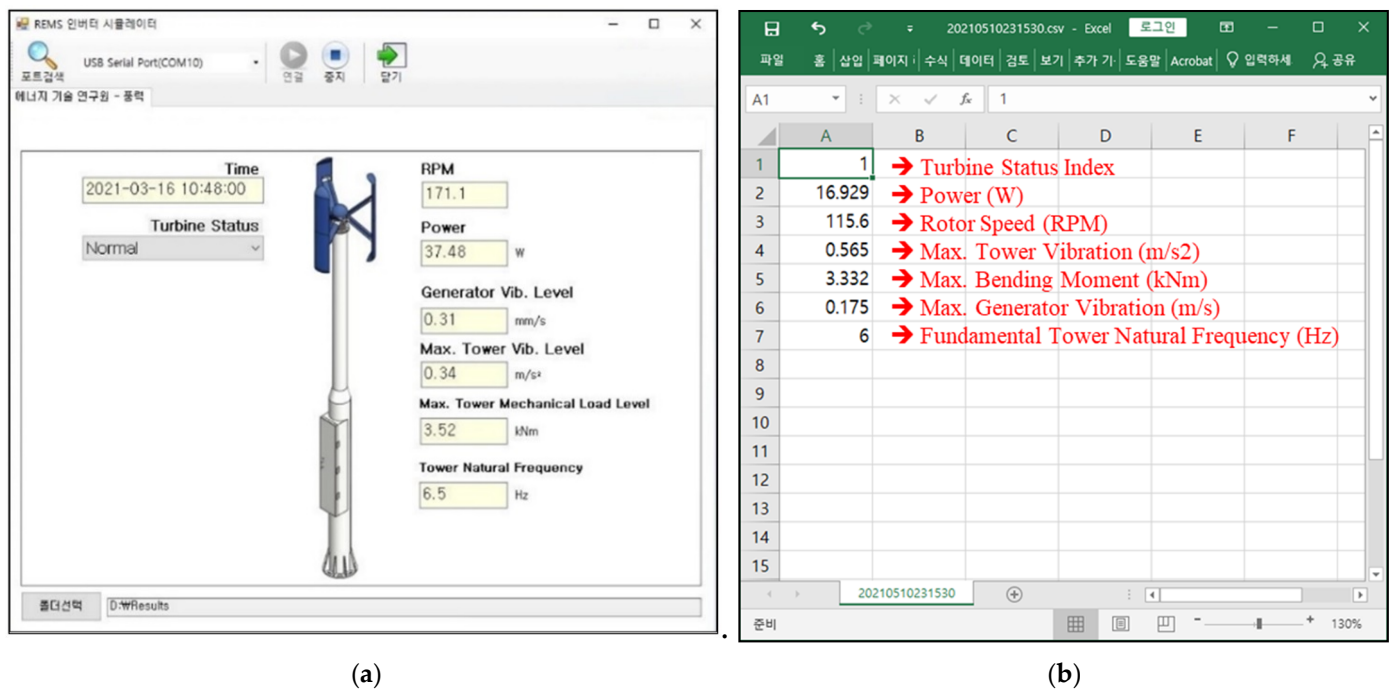 REMS 인버터 시뮬레이터
포트검색
USB Serial Port(COM10)
연결
중지
닫기
에너지 기술 연구원 - 풍력
Time
2021-03-16 10:48:00
Turbine Status
Normal
RPM
171.1
Power
37.48 W
Generator Vib. Level
0.31 mm/s
Max. Tower Vib. Level
0.34 m/s²
Max. Tower Mechanical Load Level
3.52 kNm
Tower Natural Frequency
6.5 Hz
폴더선택 D:₩Results
(a)
20210510231530.csv - Excel 로그인
파일 홈 삽입 페이지 수식 데이터 검토 보기 추가 기· 도움말 Acrobat 입력하세 공유
A1 fx 1
A B C D E F
1 1 ➔ Turbine Status Index
2 16.929 ➔ Power (W)
3 115.6 ➔ Rotor Speed (RPM)
4 0.565 ➔ Max. Tower Vibration (m/s2)
5 3.332 ➔ Max. Bending Moment (kNm)
6 0.175 ➔ Max. Generator Vibration (m/s)
7 6 ➔ Fundamental Tower Natural Frequency (Hz)
8
9
10
11
12
13
14
15
20210510231530
준비 130%
(b)